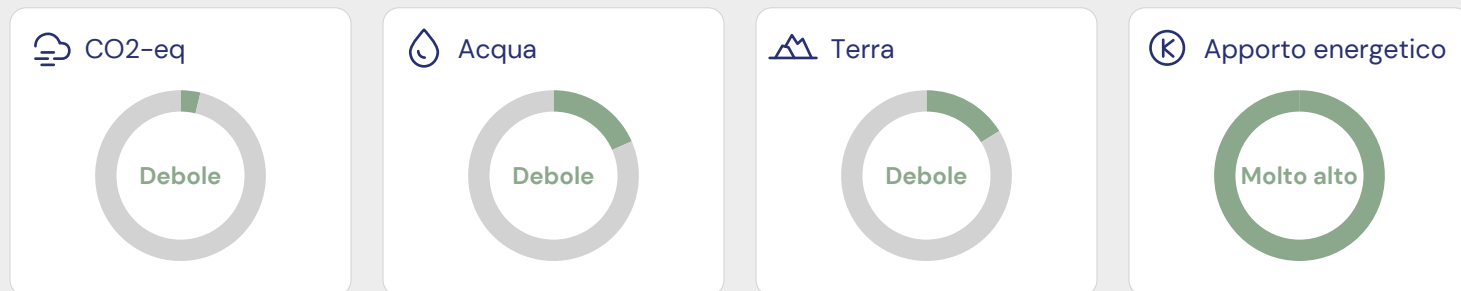 CO2-eq
Debole
Acqua
Debole
Terra
Debole
Apporto energetico
Molto alto